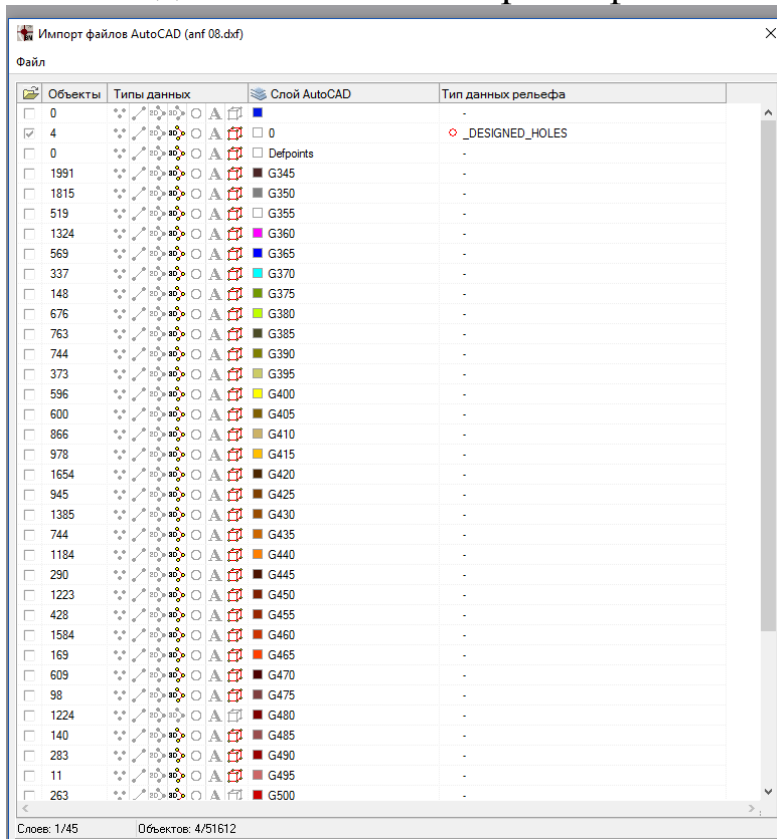 Импорт файлов AutoCAD (anf 08.dxf)
Файл
Объекты Типы данных Слой AutoCAD Тип данных рельефа
0 -
4 0 _DESIGNED_HOLES
0 Defpoints -
1991 G345 -
1815 G350 -
519 G355 -
1324 G360 -
569 G365 -
337 G370 -
148 G375 -
676 G380 -
763 G385 -
744 G390 -
373 G395 -
596 G400 -
600 G405 -
866 G410 -
978 G415 -
1654 G420 -
945 G425 -
1385 G430 -
744 G435 -
1184 G440 -
290 G445 -
1223 G450 -
428 G455 -
1584 G460 -
169 G465 -
609 G470 -
98 G475 -
1224 G480 -
140 G485 -
283 G490 -
11 G495 -
263 G500 -
Слоев: 1/45 Объектов: 4/51612